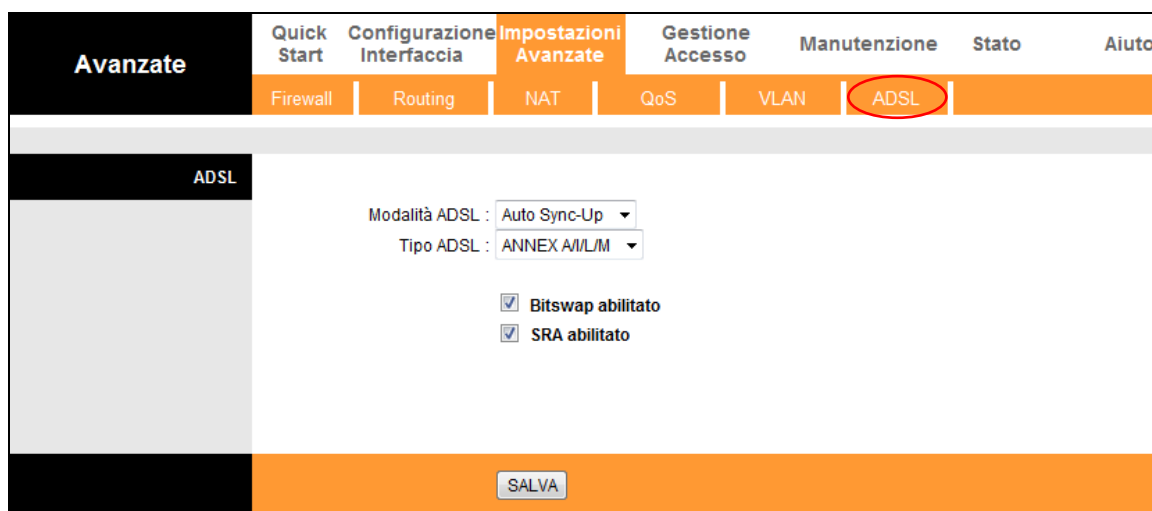 Avanzate
Quick Start
Configurazione Interfaccia
Impostazioni Avanzate
Gestione Accesso
Manutenzione
Stato
Aiuto
Firewall
Routing
NAT
QoS
VLAN
ADSL
ADSL
Modalità ADSL : Auto Sync-Up
Tipo ADSL : ANNEX A/I/L/M
Bitswap abilitato
SRA abilitato
SALVA